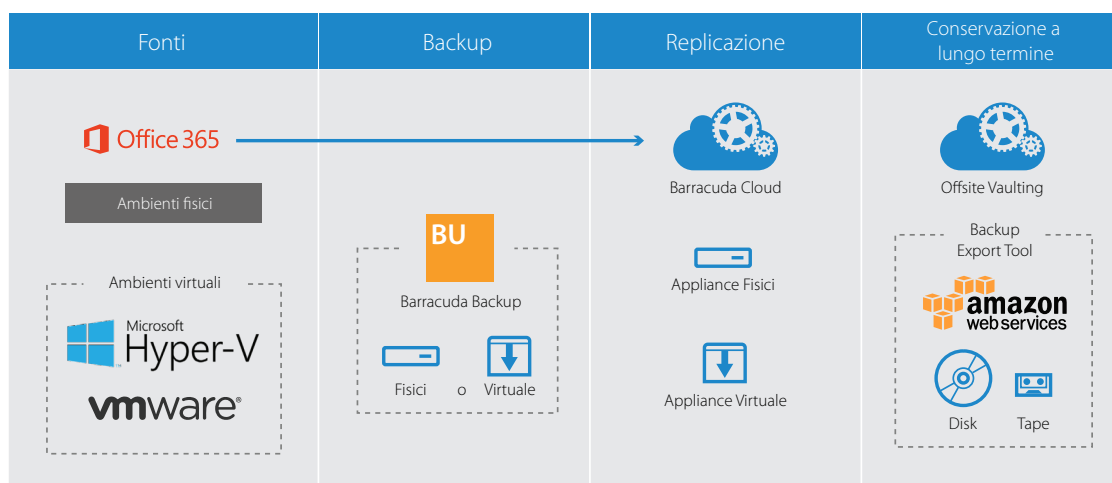 Fonti
Backup
Replicazione
Conservazione a
lungo termine
Office 365
Ambienti fisici
Ambienti virtuali
Microsoft
Hyper-V
vmware®
BU
Barracuda Backup
Fisici o Virtuale
Barracuda Cloud
Appliance Fisici
Appliance Virtuale
Offsite Vaulting
Backup
Export Tool
amazon
web services
Disk Tape